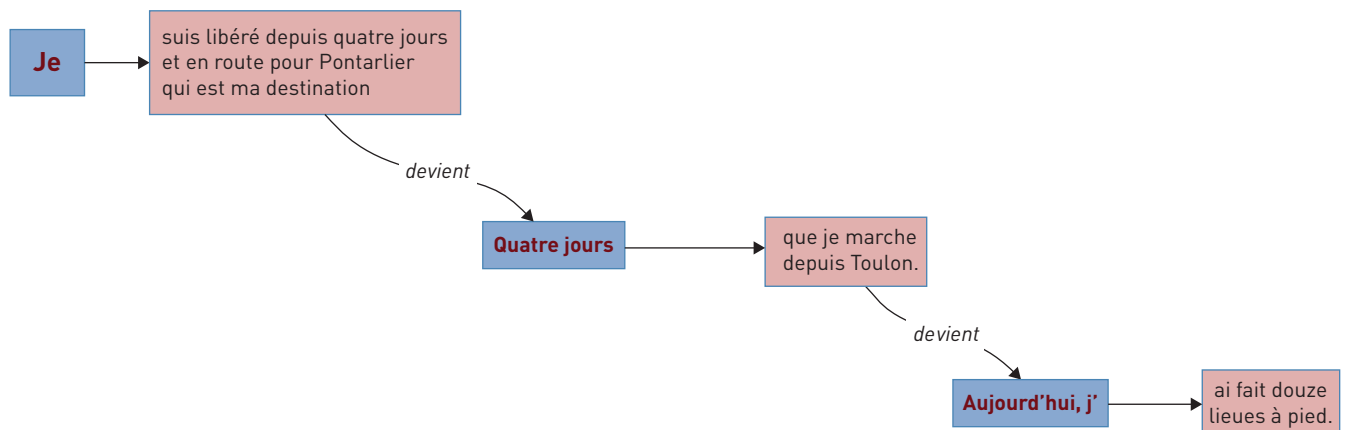 Je
suis libéré depuis quatre jours
et en route pour Pontarlier
qui est ma destination
devient
Quatre jours
que je marche
depuis Toulon.
devient
Aujourd’hui, j’
ai fait douze
lieues à pied.